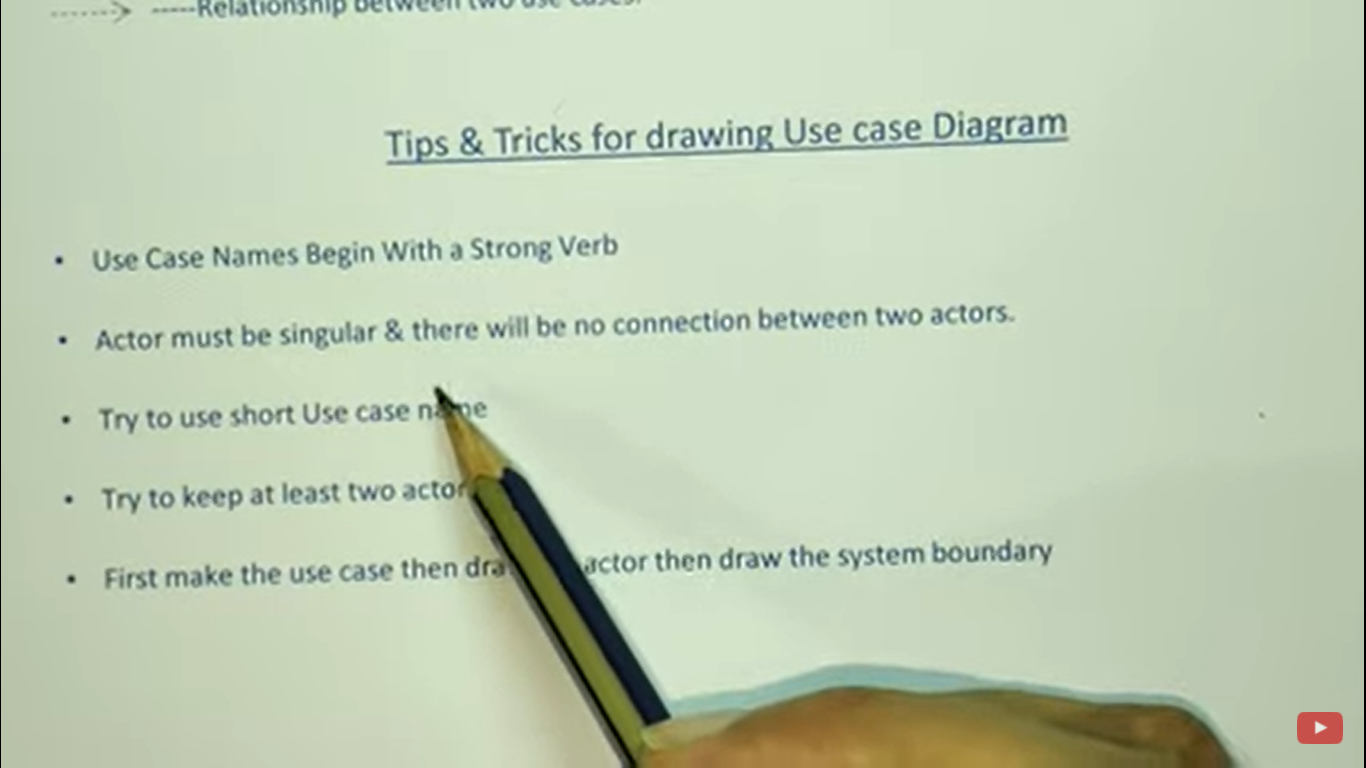 -----Relationship between two use cases.
Tips & Tricks for drawing Use case Diagram
• Use Case Names Begin With a Strong Verb
• Actor must be singular & there will be no connection between two actors.
• Try to use short Use case name
• Try to keep at least two actor
• First make the use case then actor then draw the system boundary